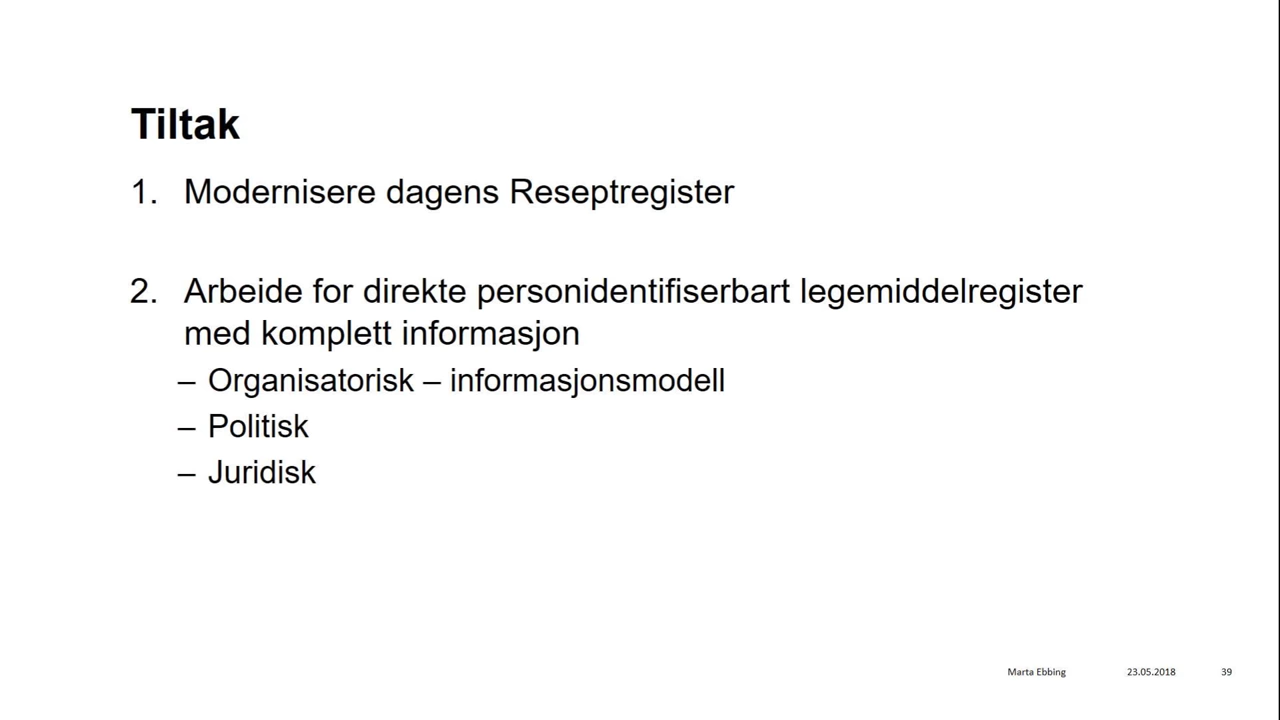 Tiltak
1. Modernisere dagens Reseptregister
2. Arbeide for direkte personidentifiserbart legemiddelregister
med komplett informasjon
– Organisatorisk – informasjonsmodell
– Politisk
– Juridisk
Marta Ebbing 23.05.2018 39